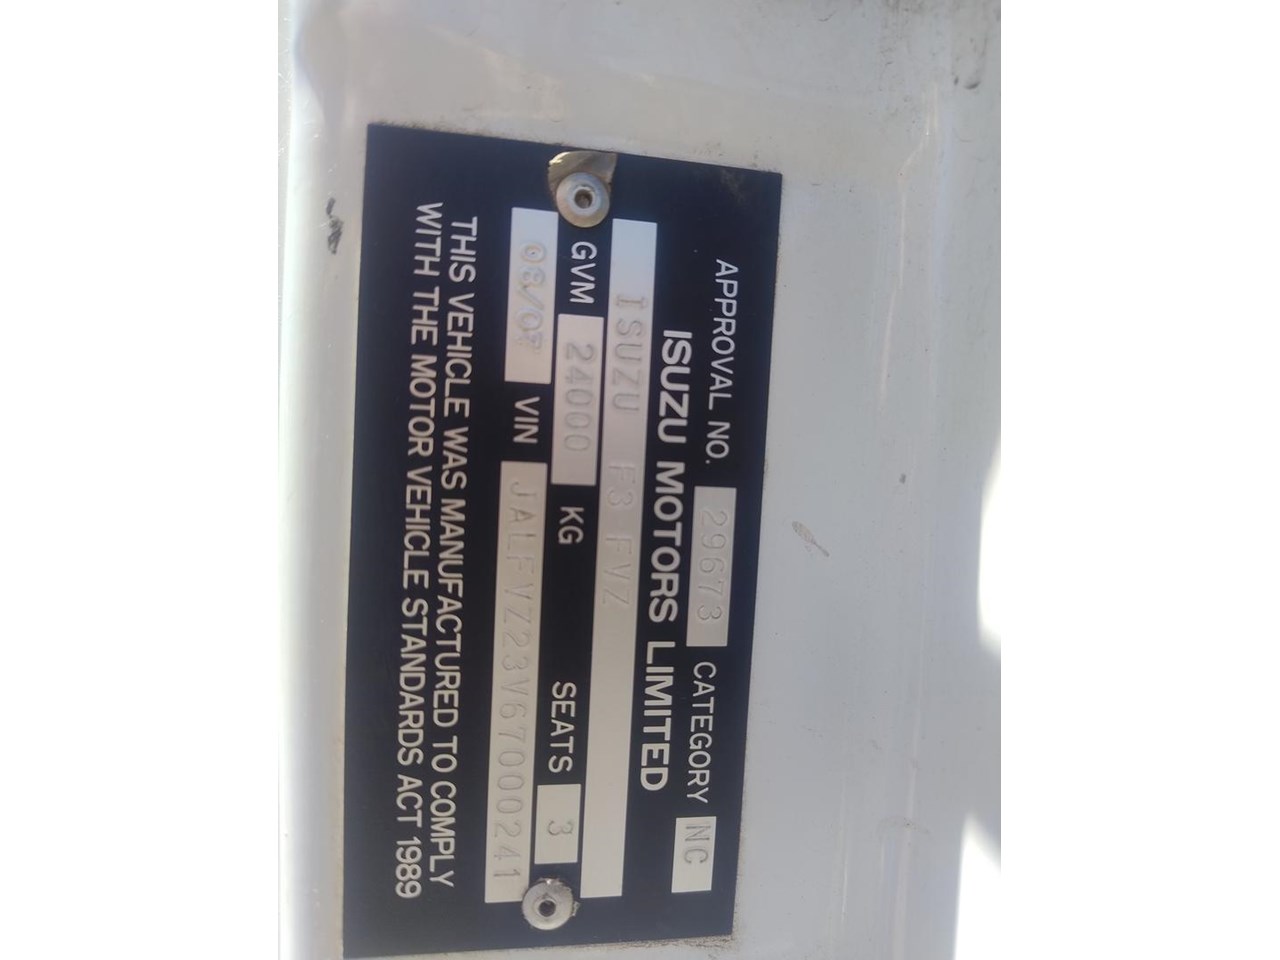 APPROVAL NO. 29673 CATEGORY NC
ISUZU MOTORS LIMITED
ISUZU F3 FVZ
GVM 24000 KG SEATS 3
08/07 VIN JALFVZ23V67000241
THIS VEHICLE WAS MANUFACTURED TO COMPLY
WITH THE MOTOR VEHICLE STANDARDS ACT 1989